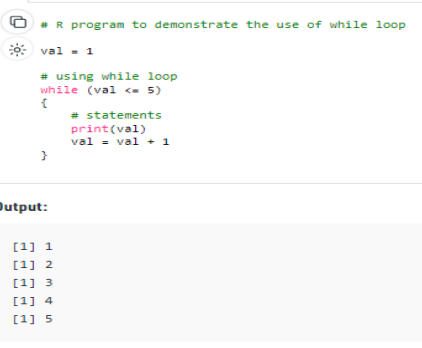 # R program to demonstrate the use of while loop
val = 1
# using while loop
while (val <= 5)
{
# statements
print(val)
val = val + 1
}
Output:
[1] 1
[1] 2
[1] 3
[1] 4
[1] 5